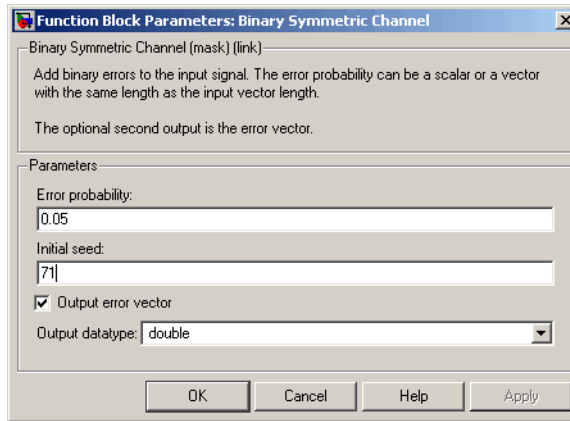 Function Block Parameters: Binary Symmetric Channel
Binary Symmetric Channel (mask) (link)
Add binary errors to the input signal. The error probability can be a scalar or a vector
with the same length as the input vector length.
The optional second output is the error vector.
Parameters
Error probability:
0.05
Initial seed:
71
Output error vector
Output datatype: double
OK Cancel Help Apply